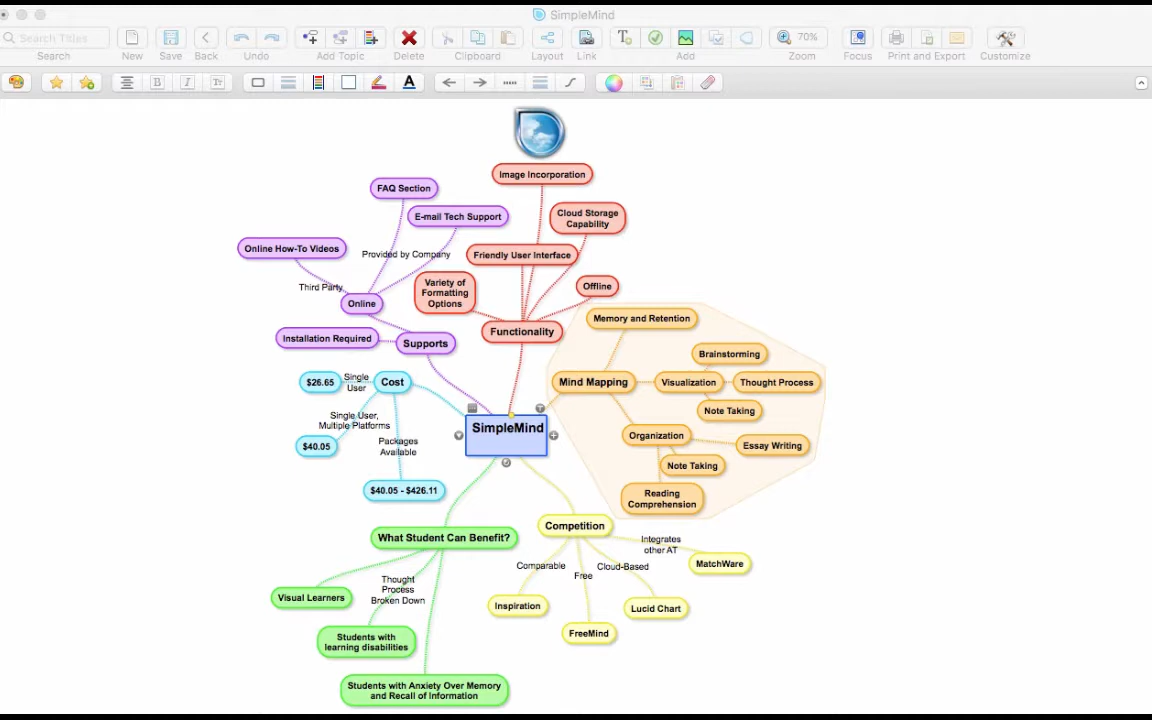 SimpleMind
Search Titles
70%
Search
New
Save
Back
Undo
Add Topic
Delete
Clipboard
Layout
Link
Add
Zoom
Focus
Print and Export
Customize
B
I
Tt
A
Image Incorporation
FAQ Section
E-mail Tech Support
Cloud Storage
Capability
Online How-To Videos
Provided by Company
Friendly User Interface
Third Party
Variety of
Formatting
Options
Offline
Online
Memory and Retention
Functionality
Installation Required
Supports
Brainstorming
$26.65
Single
User
Cost
Mind Mapping
Visualization
Thought Process
Note Taking
Single User,
Multiple Platforms
SimpleMind
Organization
Essay Writing
$40.05
Packages
Available
Note Taking
$40.05 - $426.11
Reading
Comprehension
Competition
What Student Can Benefit?
Integrates
other AT
Comparable
Free
Cloud-Based
MatchWare
Thought
Process
Broken Down
Visual Learners
Inspiration
Lucid Chart
FreeMind
Students with
learning disabilities
Students with Anxiety Over Memory
and Recall of Information